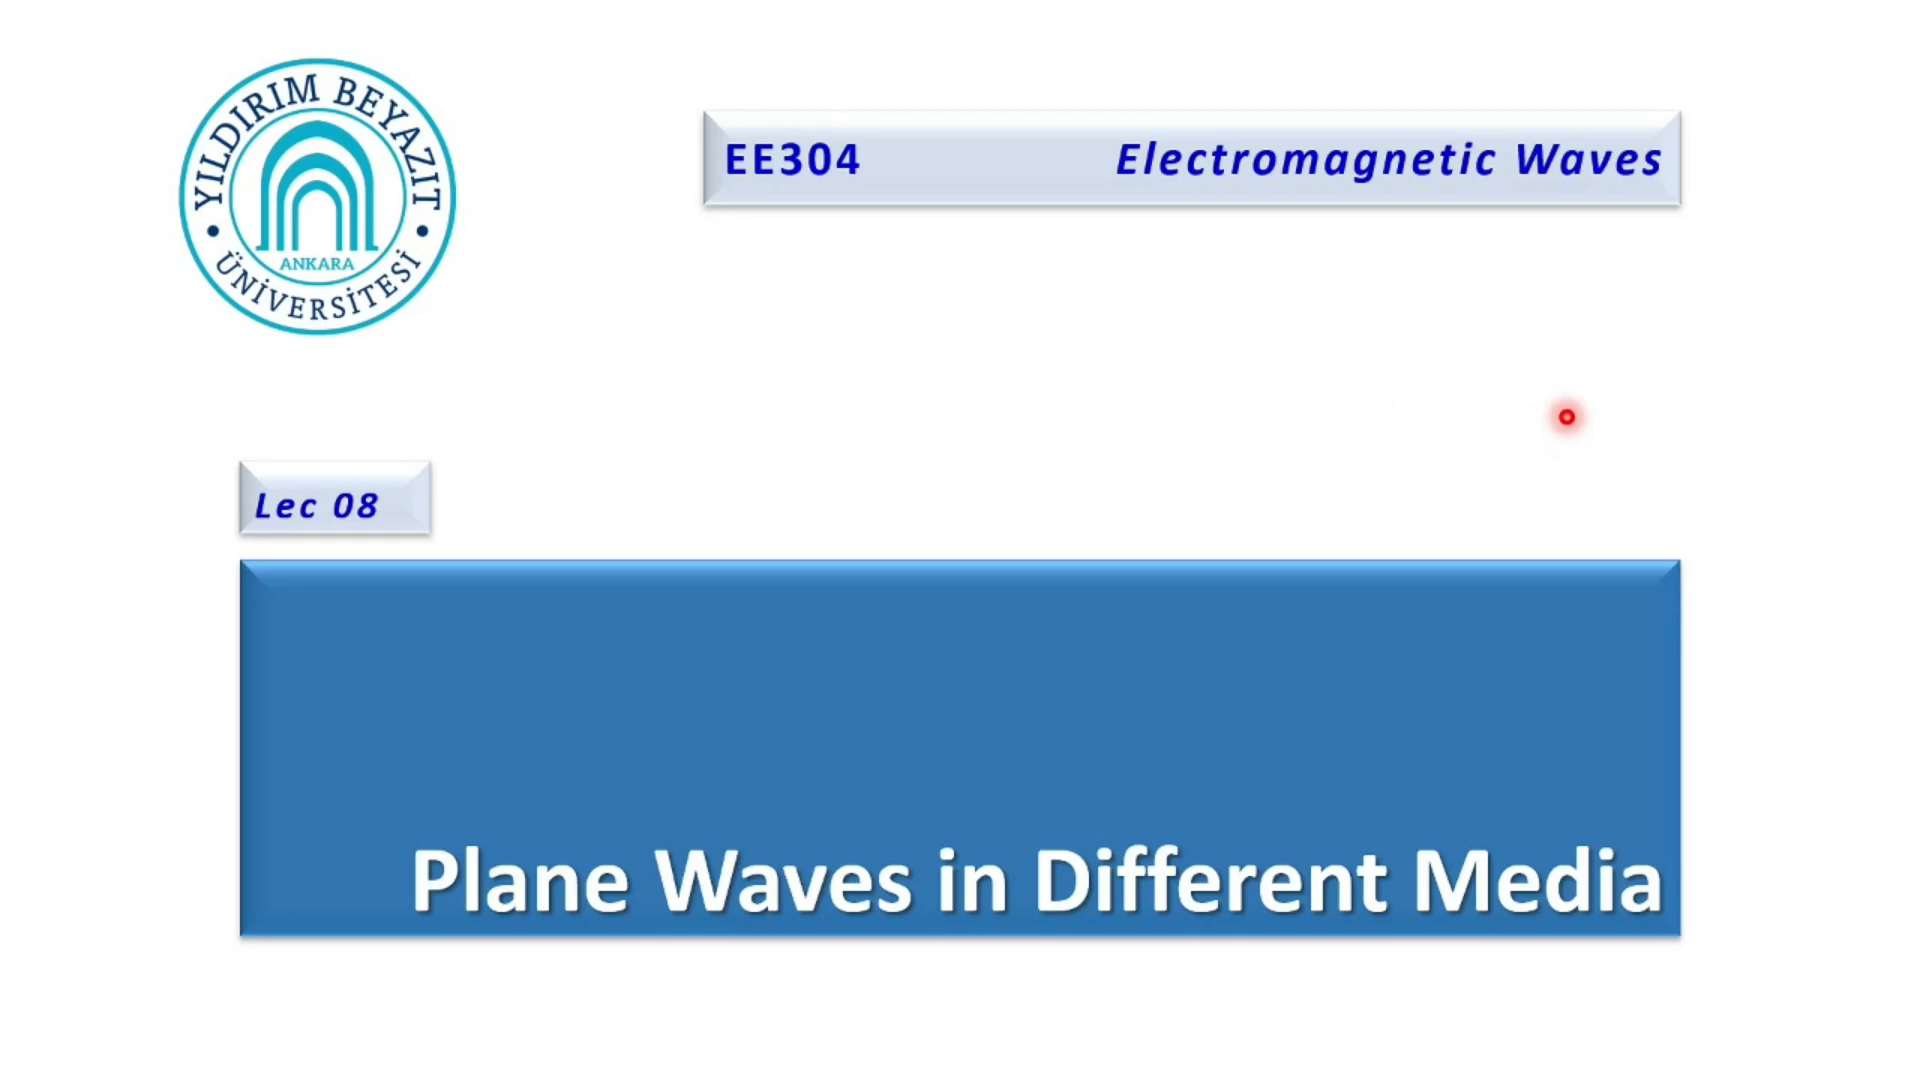 YILDIRIM BEYAZIT
ANKARA
ÜNİVERSİTESİ
EE304 Electromagnetic Waves
Lec 08
Plane Waves in Different Media